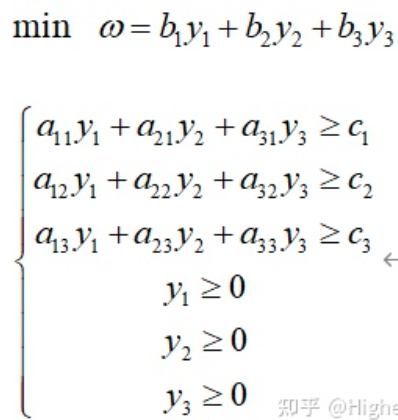 min ω = b₁y₁ + b₂y₂ + b₃y₃
a₁₁y₁ + a₂₁y₂ + a₃₁y₃ ≥ c₁
a₁₂y₁ + a₂₂y₂ + a₃₂y₃ ≥ c₂
a₁₃y₁ + a₂₃y₂ + a₃₃y₃ ≥ c₃
y₁ ≥ 0
y₂ ≥ 0
y₃ ≥ 0
知乎 @Highe